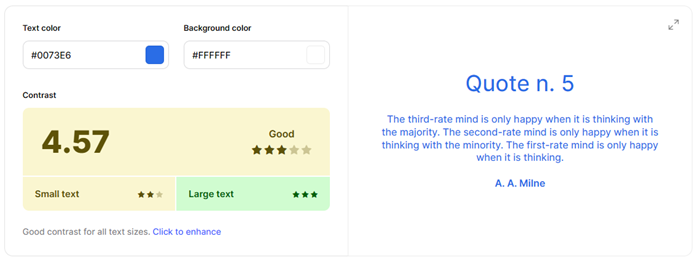 Text color
Background color
#0073E6
#FFFFFF
Contrast
4.57
Good
Small text
Large text
Good contrast for all text sizes. Click to enhance
Quote n. 5
The third-rate mind is only happy when it is thinking with
the majority. The second-rate mind is only happy when it is
thinking with the minority. The first-rate mind is only happy
when it is thinking.
A. A. Milne